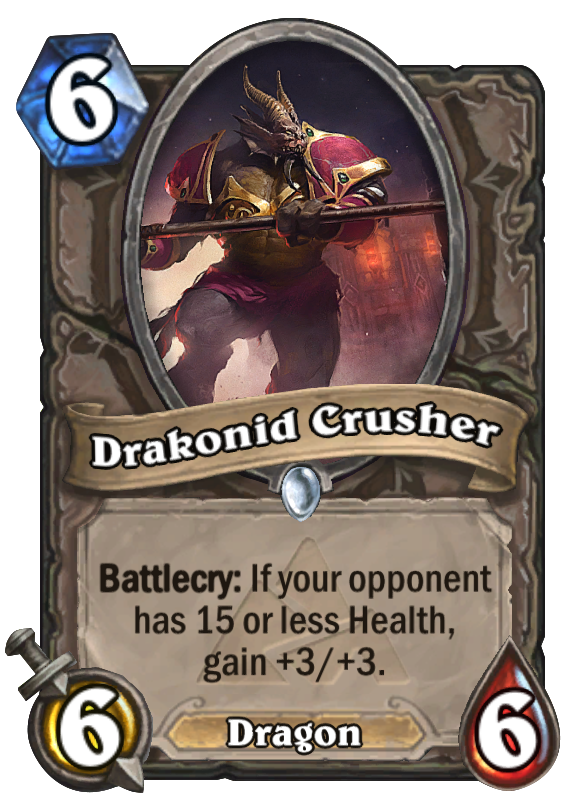 6
Drakonid Crusher
Battlecry: If your opponent
has 15 or less Health,
gain +3/+3.
6
Dragon
6